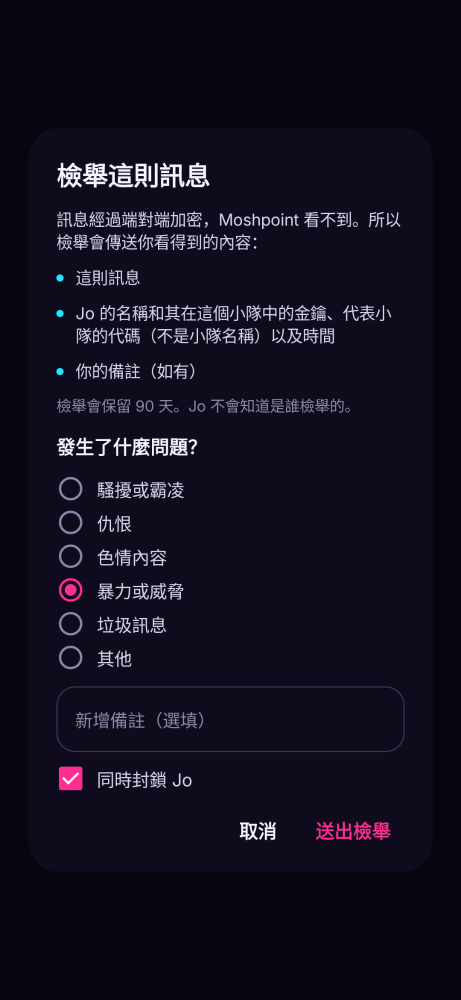 檢舉這則訊息
訊息經過端對端加密，Moshpoint 看不到。所以
檢舉會傳送你看得到的內容：
這則訊息
Jo 的名稱和其在這個小隊中的金鑰、代表小
隊的代碼（不是小隊名稱）以及時間
你的備註（如有）
檢舉會保留 90 天。Jo 不會知道是誰檢舉的。
發生了什麼問題？
騷擾或霸凌
仇恨
色情內容
暴力或威脅
垃圾訊息
其他
新增備註（選填）
同時封鎖 Jo
取消
送出檢舉